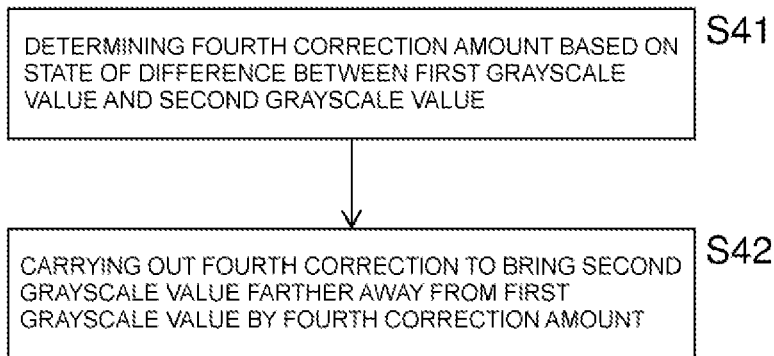 S41
DETERMINING FOURTH CORRECTION AMOUNT BASED ON
STATE OF DIFFERENCE BETWEEN FIRST GRAYSCALE
VALUE AND SECOND GRAYSCALE VALUE
S42
CARRYING OUT FOURTH CORRECTION TO BRING SECOND
GRAYSCALE VALUE FARTHER AWAY FROM FIRST
GRAYSCALE VALUE BY FOURTH CORRECTION AMOUNT